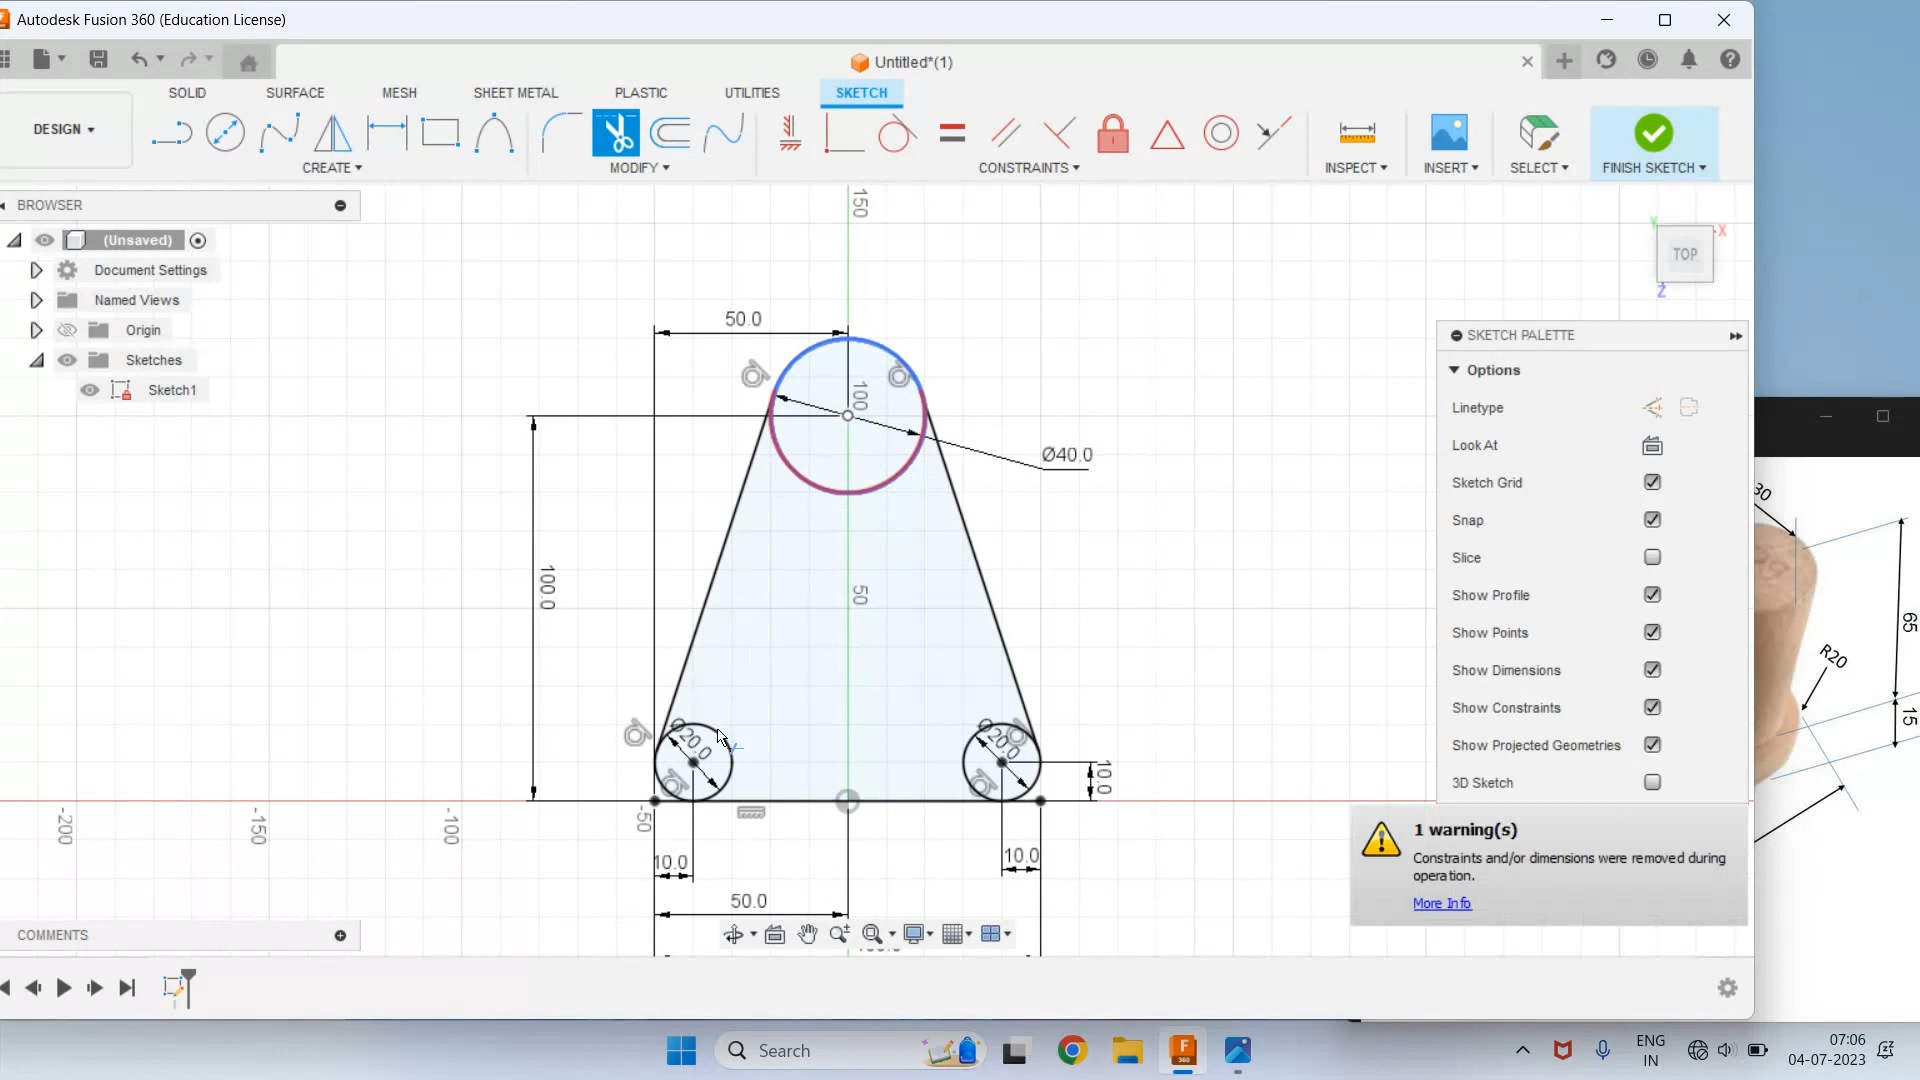 Autodesk Fusion 360 (Education License)
Untitled*(1)
SOLID SURFACE MESH SHEET METAL PLASTIC UTILITIES SKETCH
DESIGN
CREATE MODIFY CONSTRAINTS INSPECT INSERT SELECT FINISH SKETCH
BROWSER
(Unsaved)
Document Settings
Named Views
Origin
Sketches
Sketch1
150
TOP
X
Y
Z
50.0
100
Ø40.0
100.0
50
Ø20.0
Ø20.0
10.0
-200
-150
-100
-50
10.0
10.0
50.0
SKETCH PALETTE
Options
Linetype
Look At
Sketch Grid
Snap
Slice
Show Profile
Show Points
Show Dimensions
Show Constraints
Show Projected Geometries
3D Sketch
1 warning(s)
Constraints and/or dimensions were removed during
operation.
More Info
30
65
R20
15
COMMENTS
Search
F
360
ENG
IN
07:06
04-07-2023